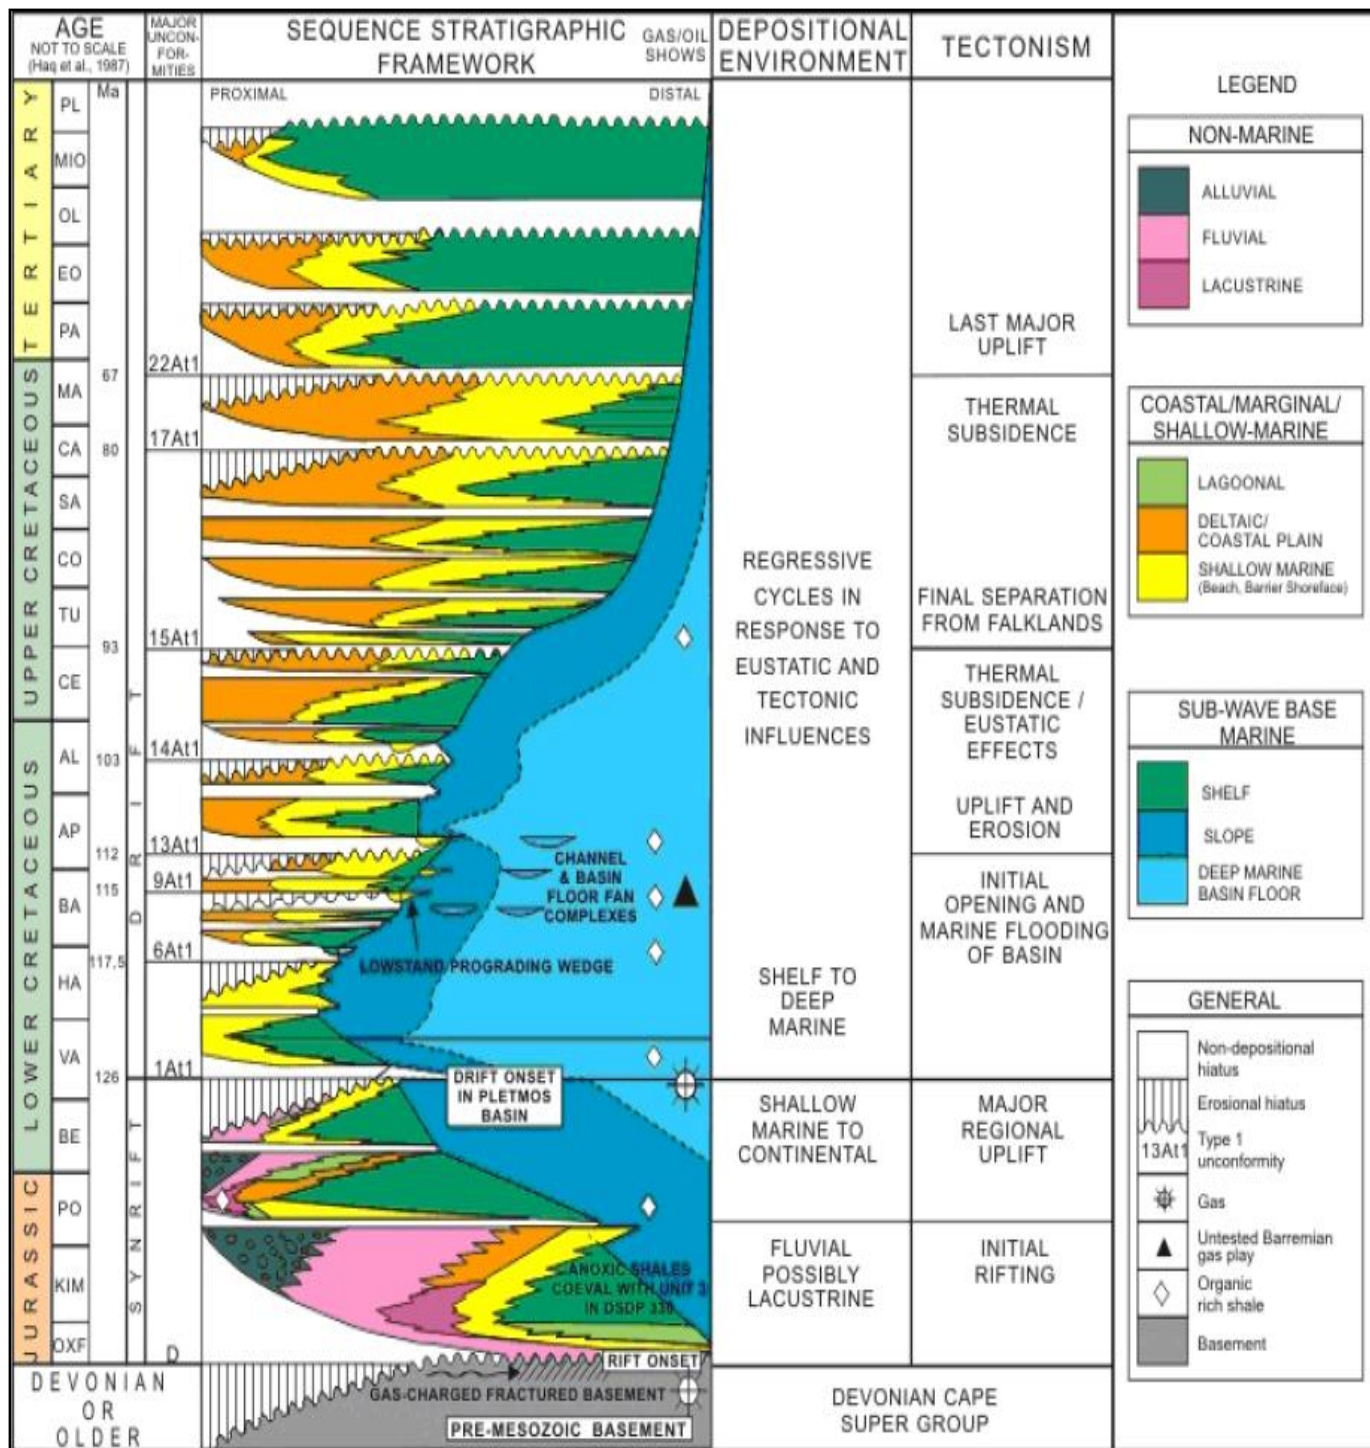 AGE
NOT TO SCALE
(Haq et al., 1987)
MAJOR
UNCON-
FOR-
MITIES
SEQUENCE STRATIGRAPHIC
FRAMEWORK
GAS/OIL
SHOWS
DEPOSITIONAL
ENVIRONMENT
TECTONISM
LEGEND
Ma
PROXIMAL
DISTAL
TERTIARY
PL
MIO
OL
EO
PA
UPPER CRETACEOUS
MA
CA
SA
CO
TU
CE
LOWER CRETACEOUS
AL
AP
BA
HA
VA
BE
JURASSIC
PO
KIM
OXF
DEVONIAN
OR
OLDER
67
80
93
103
112
115
117,5
126
DRIFT
SYNRIFT
22At1
17At1
15At1
14At1
13At1
9At1
6At1
1At1
D
CHANNEL
& BASIN
FLOOR FAN
COMPLEXES
LOWSTAND PROGRADING WEDGE
DRIFT ONSET
IN PLETMOS
BASIN
ANOXIC SHALES
COEVAL WITH UNIT 3
IN DSDP 330
RIFT ONSET
GAS-CHARGED FRACTURED BASEMENT
PRE-MESOZOIC BASEMENT
REGRESSIVE
CYCLES IN
RESPONSE TO
EUSTATIC AND
TECTONIC
INFLUENCES
SHELF TO
DEEP
MARINE
SHALLOW
MARINE TO
CONTINENTAL
FLUVIAL
POSSIBLY
LACUSTRINE
LAST MAJOR
UPLIFT
THERMAL
SUBSIDENCE
FINAL SEPARATION
FROM FALKLANDS
THERMAL
SUBSIDENCE /
EUSTATIC
EFFECTS
UPLIFT AND
EROSION
INITIAL
OPENING AND
MARINE FLOODING
OF BASIN
MAJOR
REGIONAL
UPLIFT
INITIAL
RIFTING
DEVONIAN CAPE
SUPER GROUP
NON-MARINE
ALLUVIAL
FLUVIAL
LACUSTRINE
COASTAL/MARGINAL/
SHALLOW-MARINE
LAGOONAL
DELTAIC/
COASTAL PLAIN
SHALLOW MARINE
(Beach, Barrier Shoreface)
SUB-WAVE BASE
MARINE
SHELF
SLOPE
DEEP MARINE
BASIN FLOOR
GENERAL
Non-depositional
hiatus
Erosional hiatus
13At1
Type 1
unconformity
Gas
Untested Barremian
gas play
Organic
rich shale
Basement